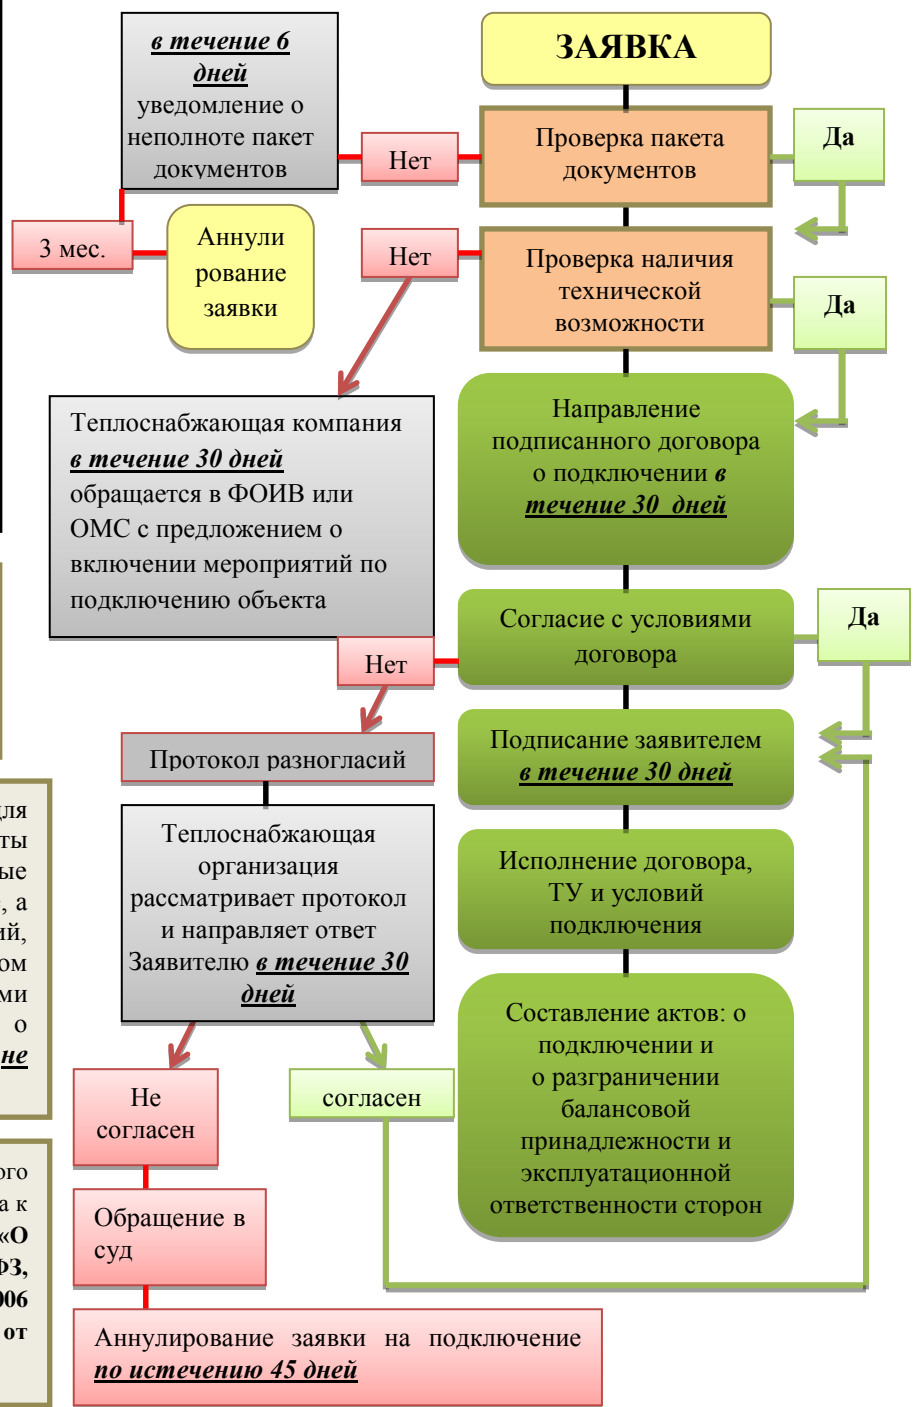 ЗАЯВКА
в течение 6
дней
уведомление о
неполноте пакет
документов
Нет
Проверка пакета
документов
Да
3 мес.
Аннули
рование
заявки
Нет
Проверка наличия
технической
возможности
Да
Теплоснабжающая компания
в течение 30 дней
обращается в ФОИВ или
ОМС с предложением о
включении мероприятий по
подключению объекта
Направление
подписанного договора
о подключении в
течение 30 дней
Согласие с условиями
договора
Да
Нет
Протокол разногласий
Подписание заявителем
в течение 30 дней
Теплоснабжающая
организация
рассматривает протокол
и направляет ответ
Заявителю в течение 30
дней
Исполнение договора,
ТУ и условий
подключения
Составление актов: о
подключении и
о разграничении
балансовой
принадлежности и
эксплуатационной
ответственности сторон
Не
согласен
согласен
Обращение в
суд
Аннулирование заявки на подключение
по истечению 45 дней
, а
о
не
а к
«О
ФЗ,
от